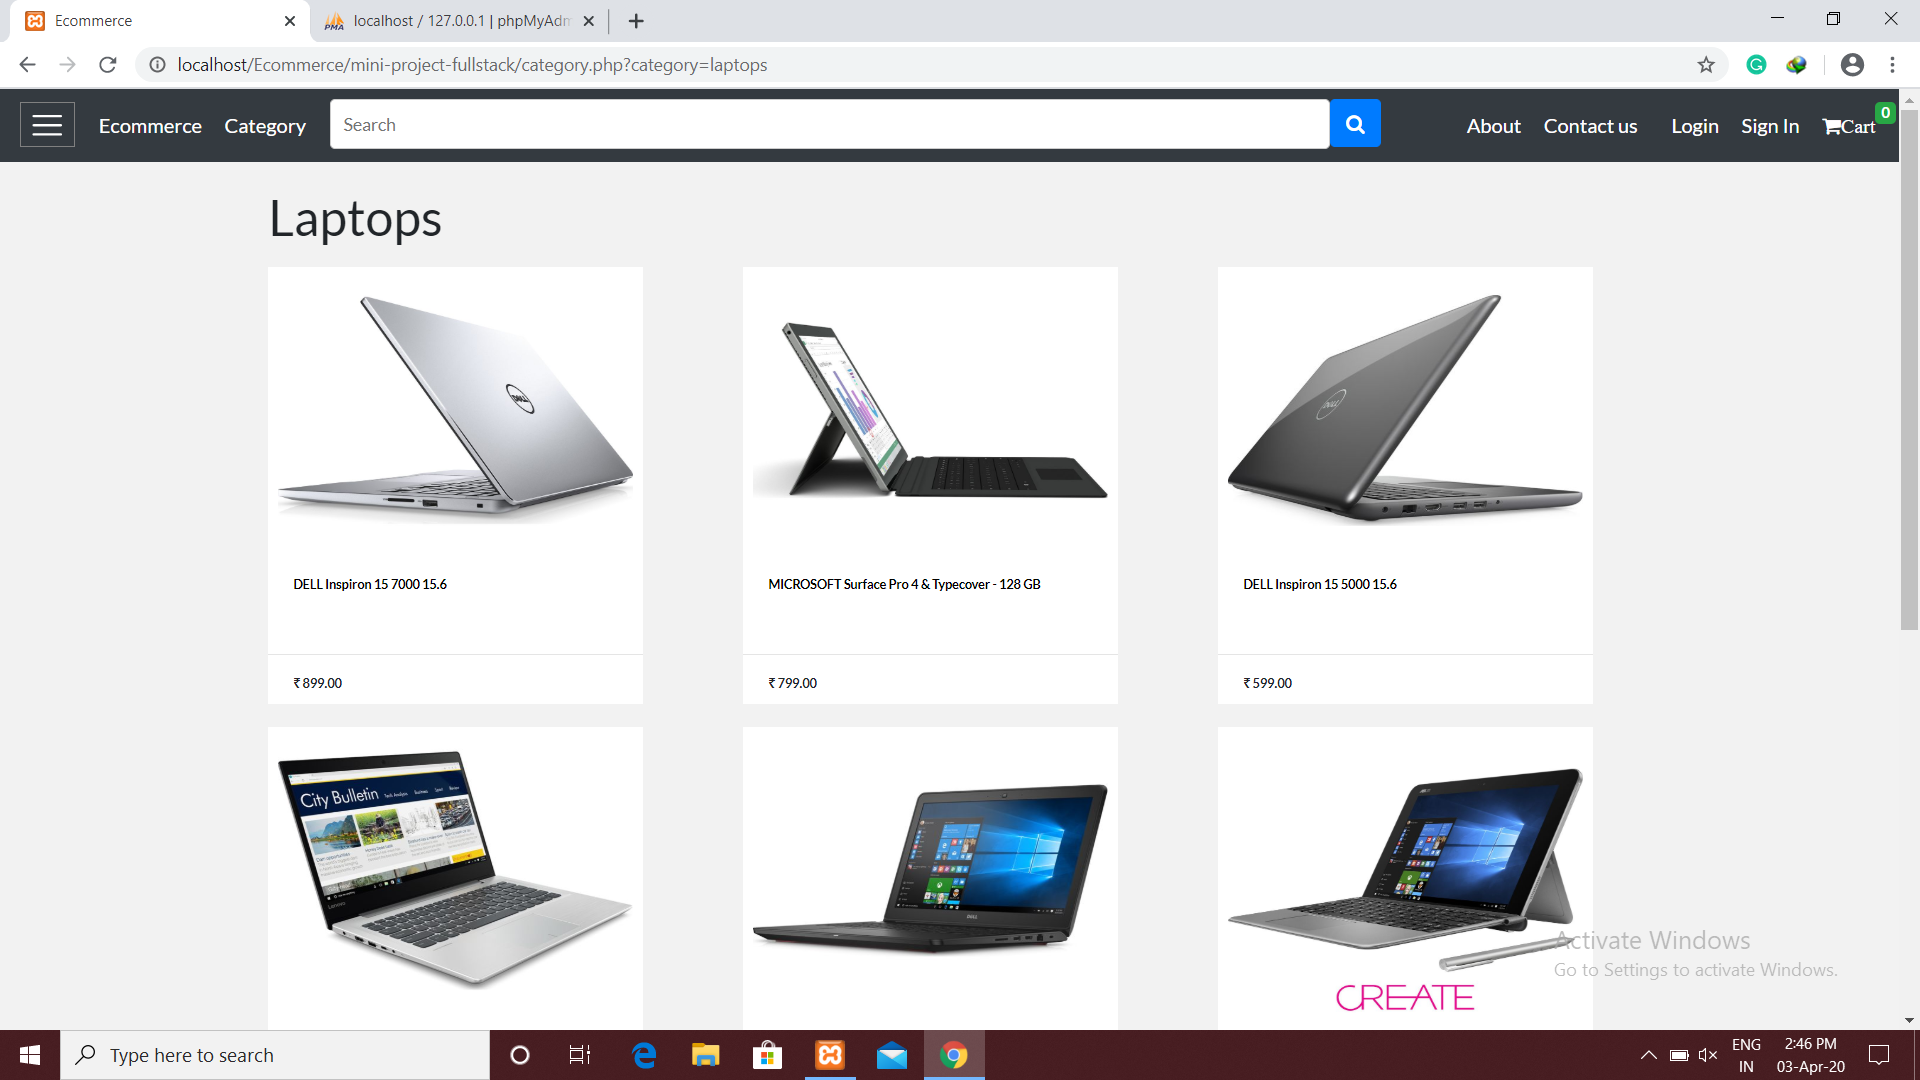 Ecommerce
localhost / 127.0.0.1 | phpMyAdm
localhost/Ecommerce/mini-project-fullstack/category.php?category=laptops
Ecommerce Category Search About Contact us Login Sign In Cart 0
Laptops
DELL
DELL
DELL Inspiron 15 7000 15.6
MICROSOFT Surface Pro 4 & Typecover - 128 GB
DELL Inspiron 15 5000 15.6
₹ 899.00
₹ 799.00
₹ 599.00
City Bulletin
Lenovo
DELL
CREATE
Activate Windows
Go to Settings to activate Windows.
Type here to search
ENG
IN
2:46 PM
03-Apr-20